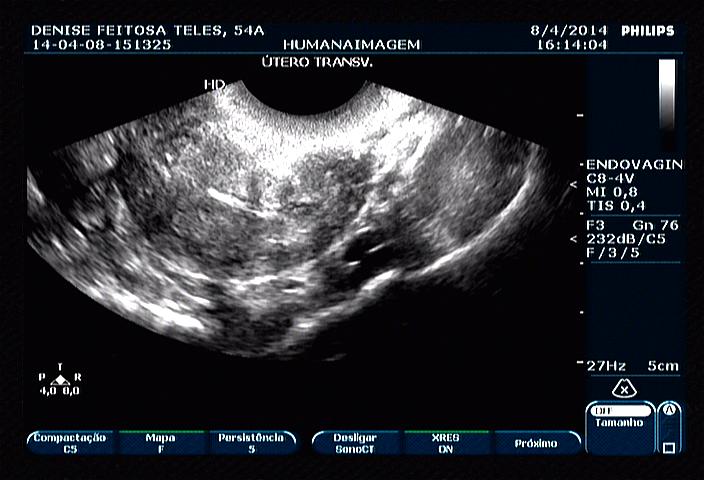 DENISE FEITOSA TELES, 54A
14-04-08-151325
HUMANAIMAGEM
8/4/2014
16:14:04
PHILIPS
ÚTERO TRANSV.
HD
ENDOVAGIN
C8-4V
MI 0,8
TIS 0,4
F3 Gn 76
232dB/C5
F/3/5
27Hz 5cm
T
P R
4,0 0,0
Tamanho
A
Compactação
C5
Mapa
F
Persistência
5
Desligar
SonoCT
XRES
ON
Próximo